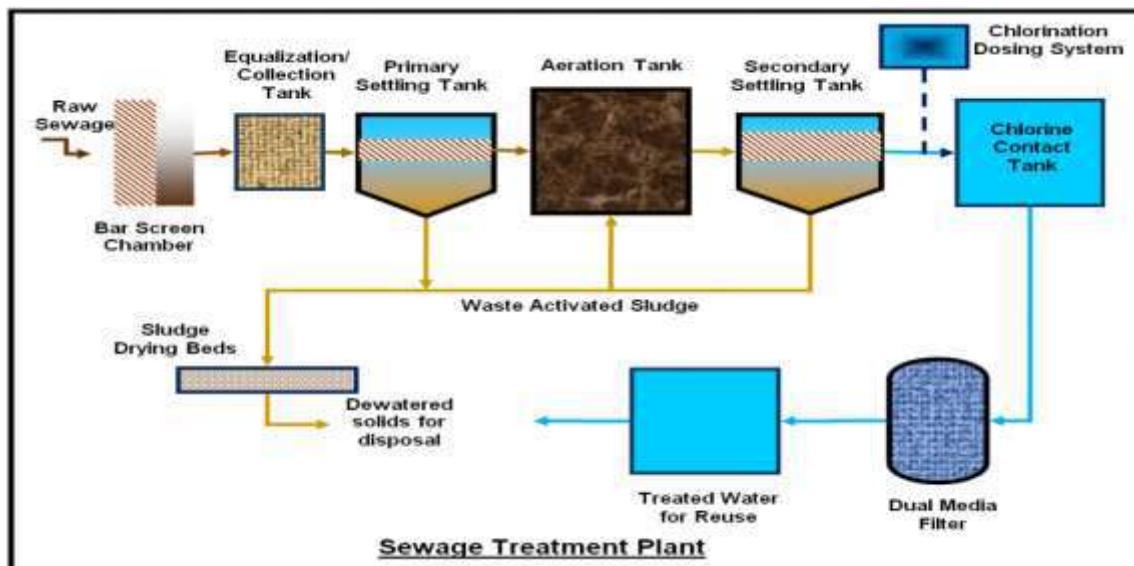 Raw
Sewage
Bar Screen
Chamber
Equalization/
Collection
Tank
Primary
Settling Tank
Aeration Tank
Secondary
Settling Tank
Chlorination
Dosing System
Chlorine
Contact
Tank
Waste Activated Sludge
Sludge
Drying Beds
Dewatered
solids for
disposal
Treated Water
for Reuse
Dual Media
Filter
Sewage Treatment Plant